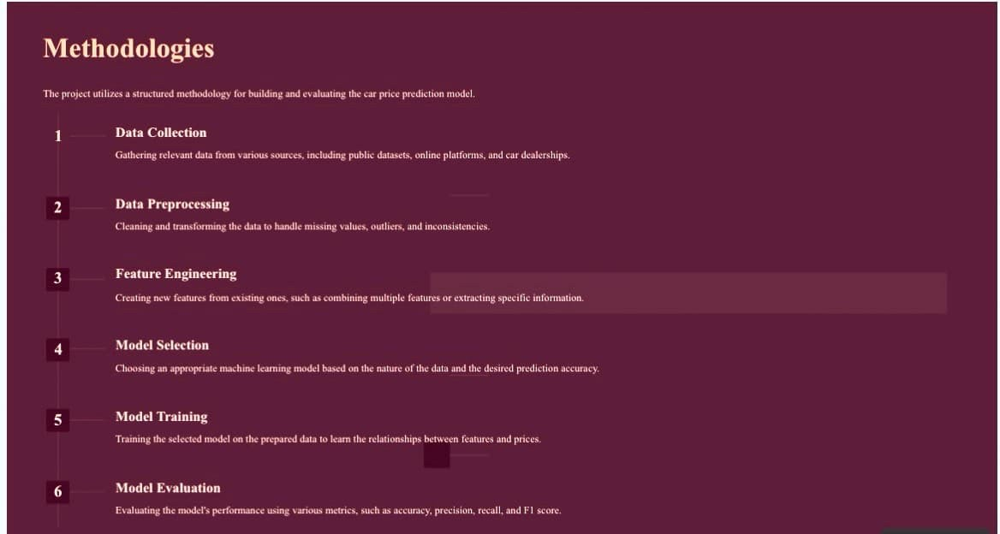 Methodologies
The project utilizes a structured methodology for building and evaluating the car price prediction model.
1
Data Collection
Gathering relevant data from various sources, including public datasets, online platforms, and car dealerships.
2
Data Preprocessing
Cleaning and transforming the data to handle missing values, outliers, and inconsistencies.
3
Feature Engineering
Creating new features from existing ones, such as combining multiple features or extracting specific information.
4
Model Selection
Choosing an appropriate machine learning model based on the nature of the data and the desired prediction accuracy.
5
Model Training
Training the selected model on the prepared data to learn the relationships between features and prices.
6
Model Evaluation
Evaluating the model's performance using various metrics, such as accuracy, precision, recall, and F1 score.